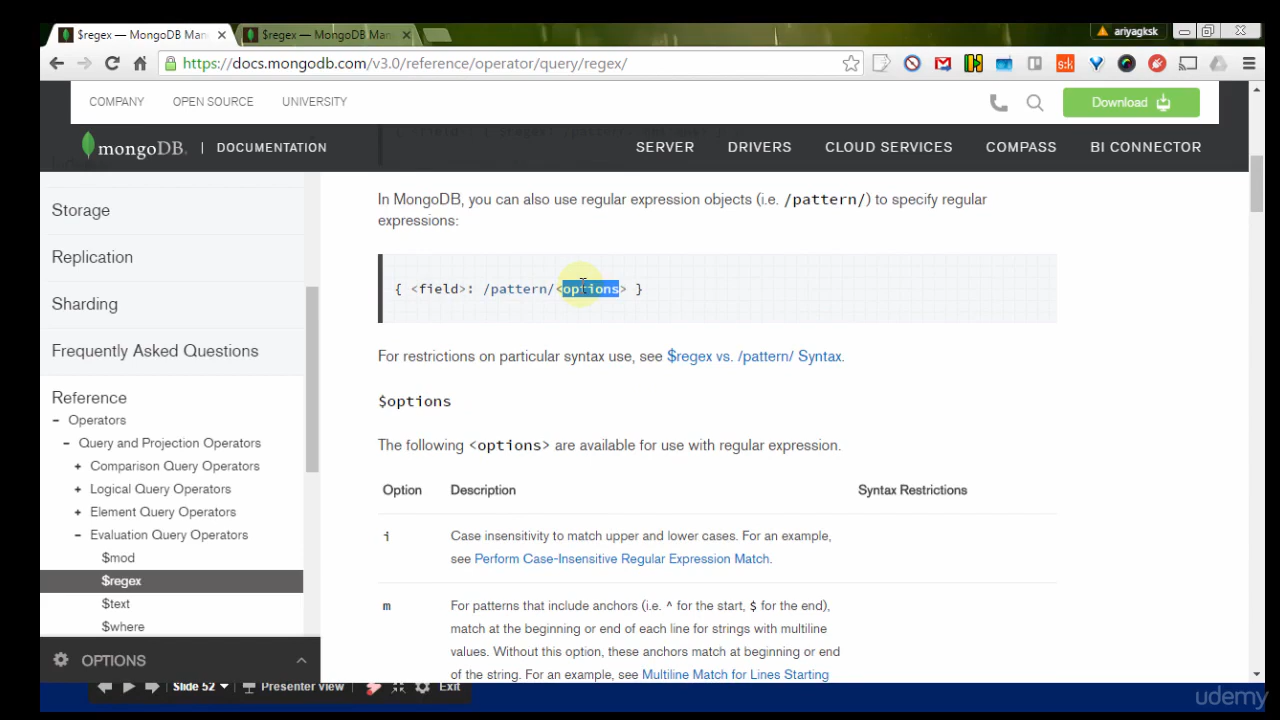 $regex — MongoDB Man
$regex — MongoDB Man
ariyagksk
https://docs.mongodb.com/v3.0/reference/operator/query/regex/
COMPANY OPEN SOURCE UNIVERSITY
Download
mongoDB. | DOCUMENTATION
SERVER DRIVERS CLOUD SERVICES COMPASS BI CONNECTOR
Storage
Replication
Sharding
Frequently Asked Questions
Reference
− Operators
− Query and Projection Operators
+ Comparison Query Operators
+ Logical Query Operators
+ Element Query Operators
− Evaluation Query Operators
$mod
$regex
$text
$where
OPTIONS
In MongoDB, you can also use regular expression objects (i.e. /pattern/) to specify regular
expressions:
{ <field>: /pattern/<options> }
For restrictions on particular syntax use, see $regex vs. /pattern/ Syntax.
$options
The following <options> are available for use with regular expression.
Option Description Syntax Restrictions
i Case insensitivity to match upper and lower cases. For an example,
see Perform Case-Insensitive Regular Expression Match.
m For patterns that include anchors (i.e. ^ for the start, $ for the end),
match at the beginning or end of each line for strings with multiline
values. Without this option, these anchors match at beginning or end
of the string. For an example, see Multiline Match for Lines Starting
Slide 52 Presenter view Exit
udemy